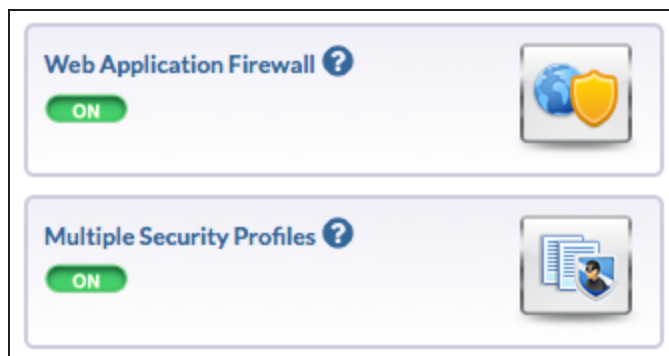 Web Application Firewall ?
ON
Multiple Security Profiles ?
ON